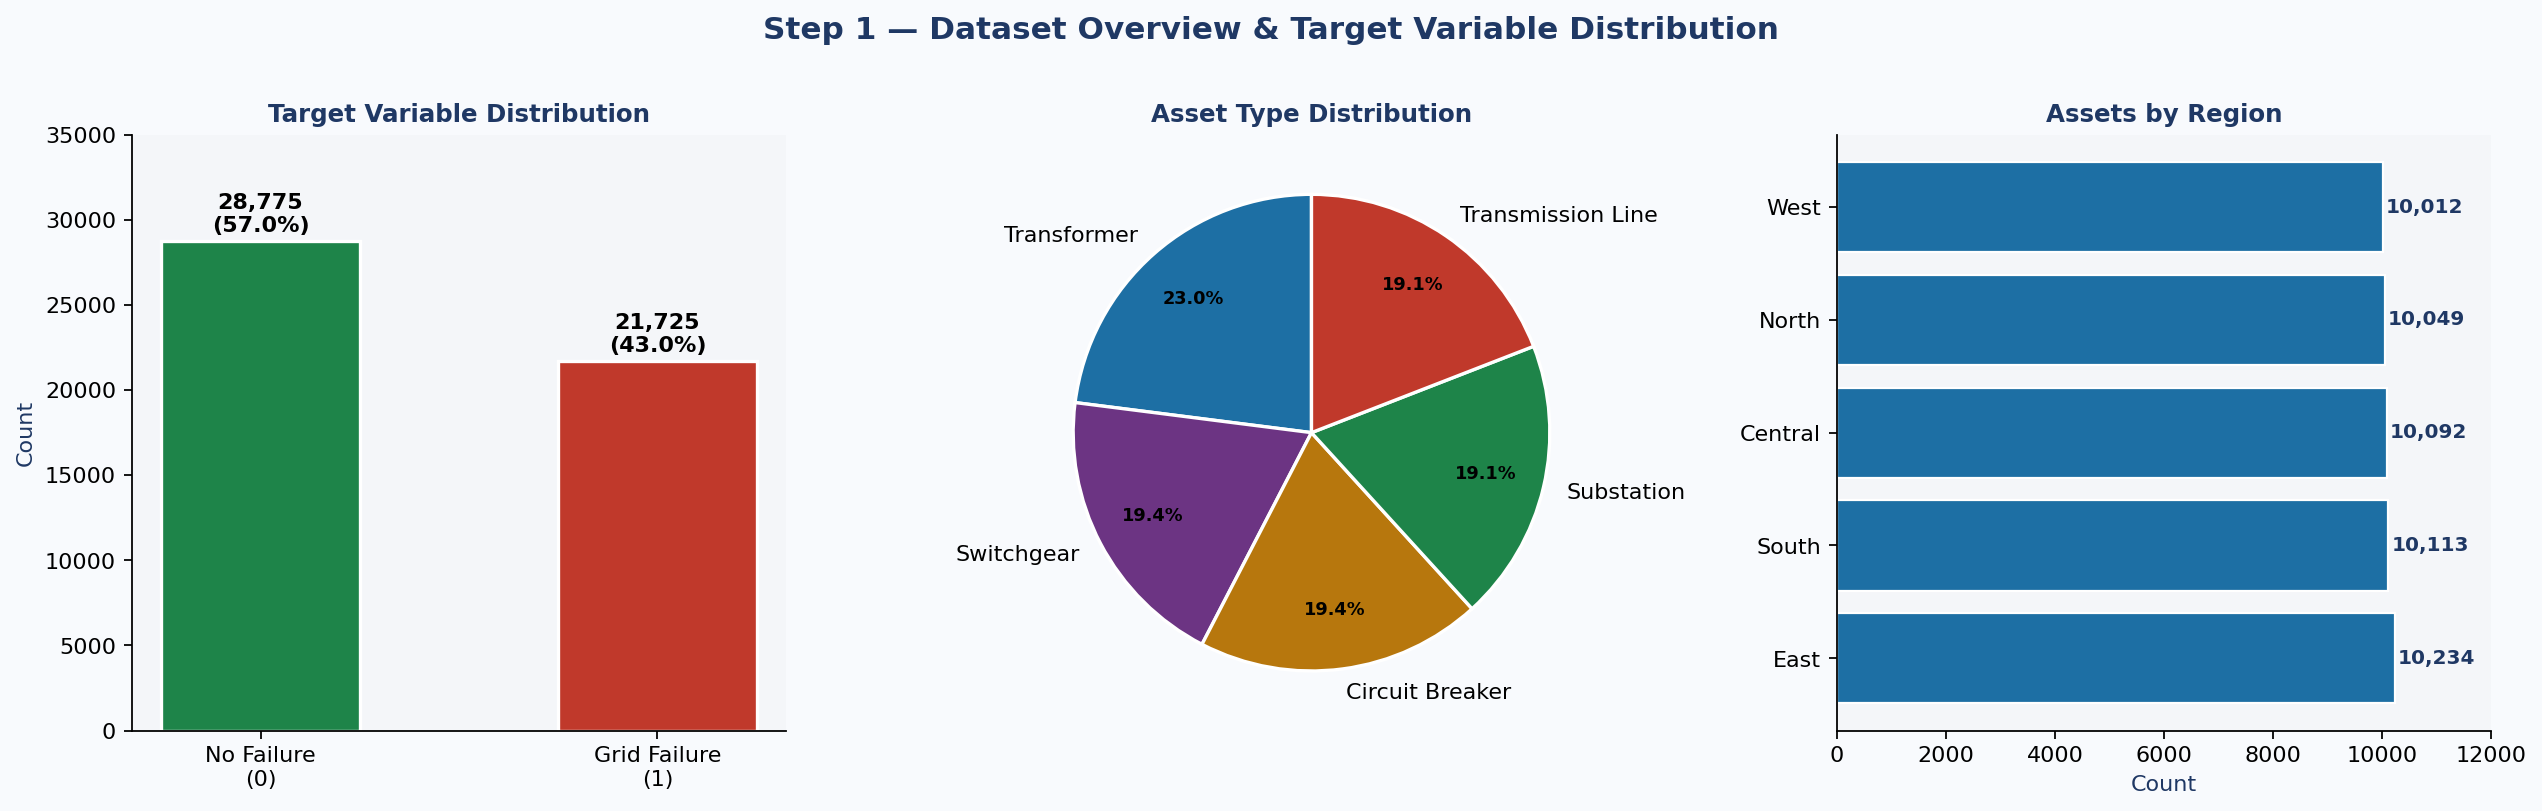 Step 1 — Dataset Overview & Target Variable Distribution
Target Variable Distribution
Count
35000
30000
25000
20000
15000
10000
5000
0
28,775
(57.0%)
21,725
(43.0%)
No Failure
(0)
Grid Failure
(1)
Asset Type Distribution
Transformer
23.0%
Transmission Line
19.1%
Substation
19.1%
Switchgear
19.4%
Circuit Breaker
19.4%
Assets by Region
West
10,012
North
10,049
Central
10,092
South
10,113
East
10,234
0
2000
4000
6000
8000
10000
12000
Count